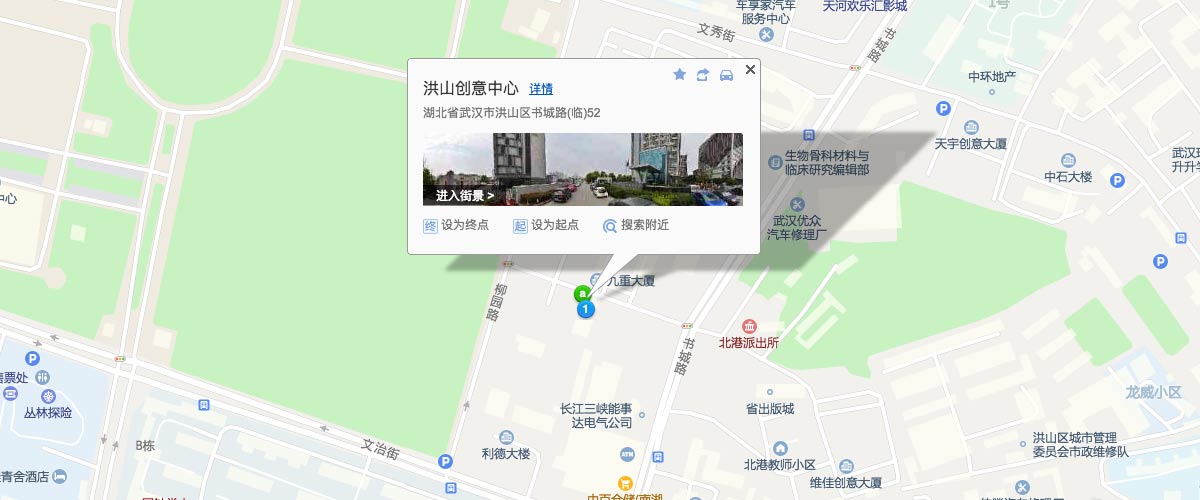 车享家汽车
服务中心
天河欢乐汇影城
1号
文秀街
书城路
中环地产
P
天宇创意大厦
洪山创意中心 详情
湖北省武汉市洪山区书城路(临)52
进入街景 >
终 设为终点
起 设为起点
搜索附近
生物骨科材料与
临床研究编辑部
中石大楼
P
武汉优众
汽车修理厂
P
中心
九重大厦
a
1
柳园路
北港派出所
书城路
P
售票处
丛林探险
长江三峡能事
达电气公司
省出版城
龙威小区
B栋
文治街
利德大楼
P
ATM
北港教师小区
洪山区城市管理
委员会市政维修队
维佳创意大厦
青舍酒店
中百仓储(南湖